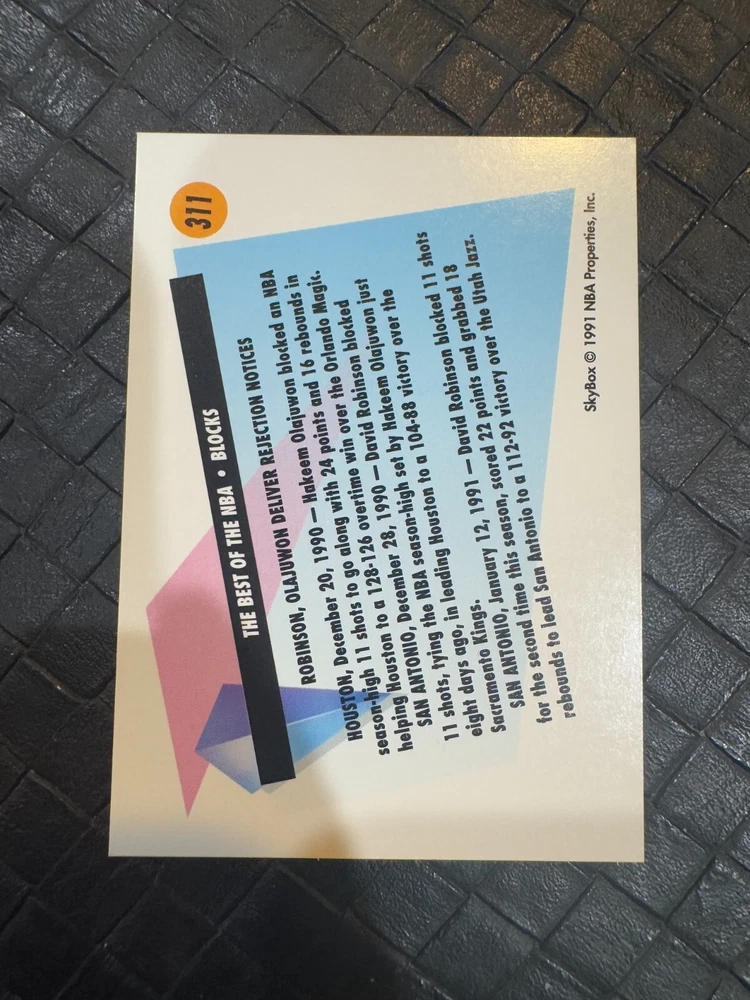 311
THE BEST OF THE NBA • BLOCKS
ROBINSON, OLAJUWON DELIVER REJECTION NOTICES
HOUSTON, December 20, 1990 — Hakeem Olajuwon blocked an NBA
season-high 11 shots to go along with 24 points and 16 rebounds in
helping Houston to a 128-126 overtime win over the Orlando Magic.
SAN ANTONIO, December 28, 1990 — David Robinson blocked
11 shots, tying the NBA season-high set by Hakeem Olajuwon just
eight days ago, in leading Houston to a 104-88 victory over the
Sacramento Kings.
SAN ANTONIO, January 12, 1991 — David Robinson blocked 11 shots
for the second time this season, scored 22 points and grabbed 18
rebounds to lead San Antonio to a 112-92 victory over the Utah Jazz.
SkyBox © 1991 NBA Properties, Inc.